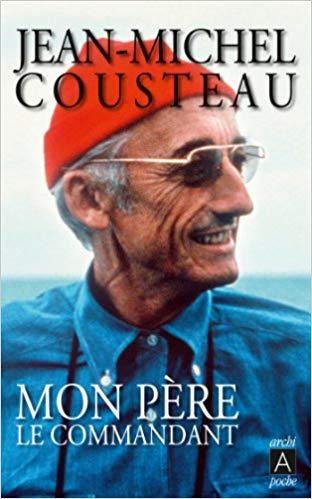 JEAN-MICHEL
COUSTEAU
MON PÈRE
LE COMMANDANT
archi
A
poche